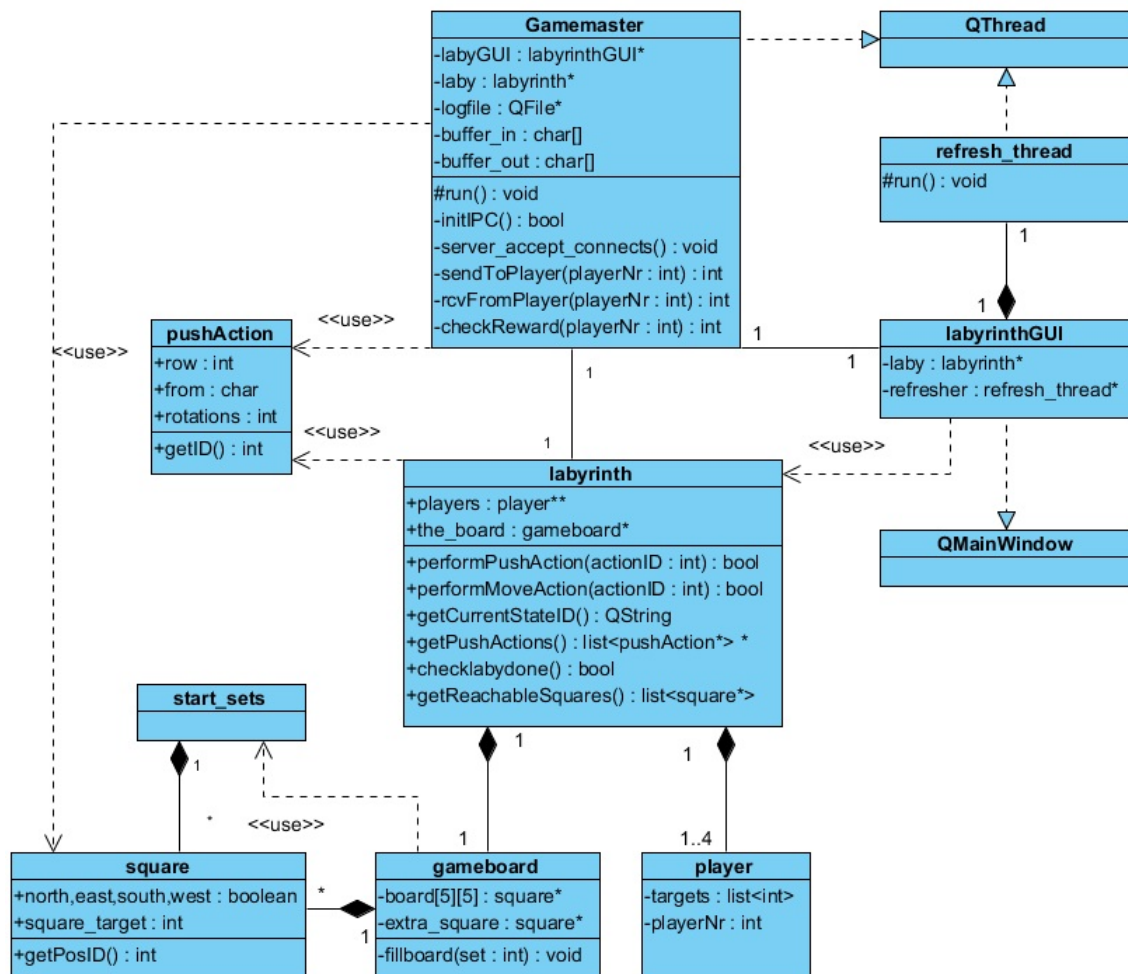 Gamemaster
-labyGUI : labyrinthGUI*
-laby : labyrinth*
-logfile : QFile*
-buffer_in : char[]
-buffer_out : char[]
#run() : void
-initIPC() : bool
-server_accept_connects() : void
-sendToPlayer(playerNr : int) : int
-rcvFromPlayer(playerNr : int) : int
-checkReward(playerNr : int) : int
QThread
refresh_thread
#run() : void
1
1
labyrinthGUI
-laby : labyrinth*
-refresher : refresh_thread*
1
1
<<use>>
pushAction
+row : int
+from : char
+rotations : int
+getID() : int
<<use>>
<<use>>
1
1
<<use>>
QMainWindow
labyrinth
+players : player**
+the_board : gameboard*
+performPushAction(actionID : int) : bool
+performMoveAction(actionID : int) : bool
+getCurrentStateID() : QString
+getPushActions() : list<pushAction*> *
+checklabydone() : bool
+getReachableSquares() : list<square*>
start_sets
1
*
<<use>>
1
1
1
1..4
square
+north,east,south,west : boolean
+square_target : int
+getPosID() : int
*
1
gameboard
-board[5][5] : square*
-extra_square : square*
-fillboard(set : int) : void
player
-targets : list<int>
-playerNr : int